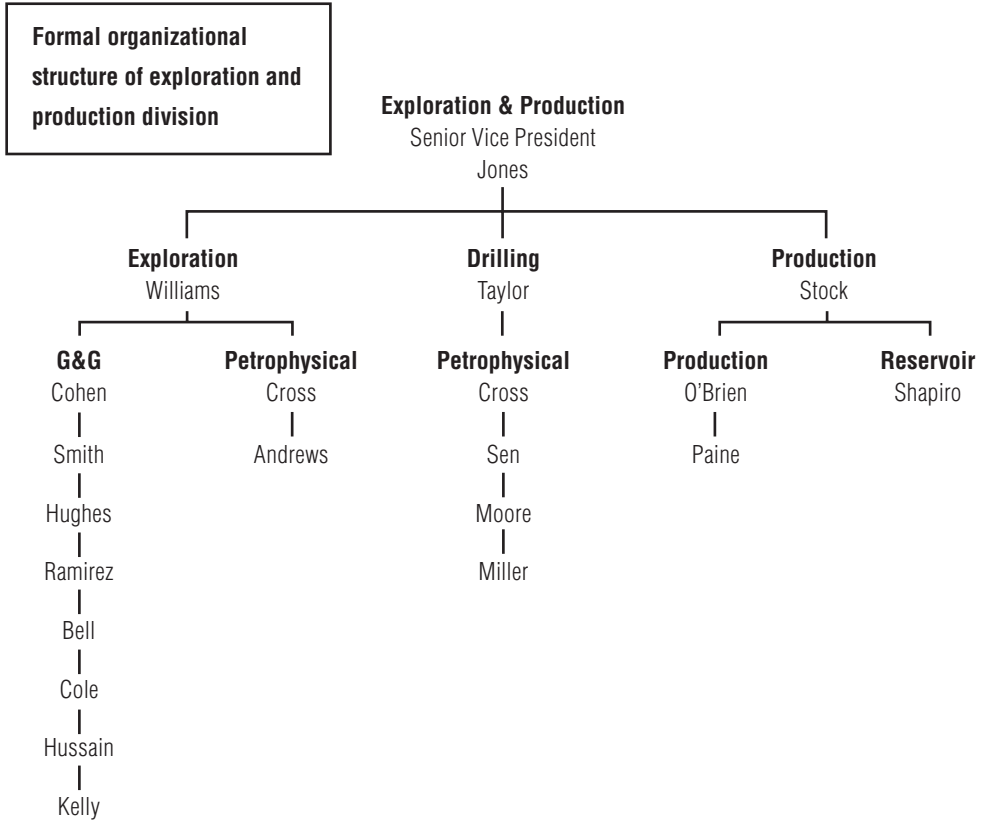 Formal organizational
structure of exploration and
production division
Exploration & Production
Senior Vice President
Jones
Exploration
Williams
Drilling
Taylor
Production
Stock
G&G
Cohen
Smith
Hughes
Ramirez
Bell
Cole
Hussain
Kelly
Petrophysical
Cross
Andrews
Petrophysical
Cross
Sen
Moore
Miller
Production
O’Brien
Paine
Reservoir
Shapiro